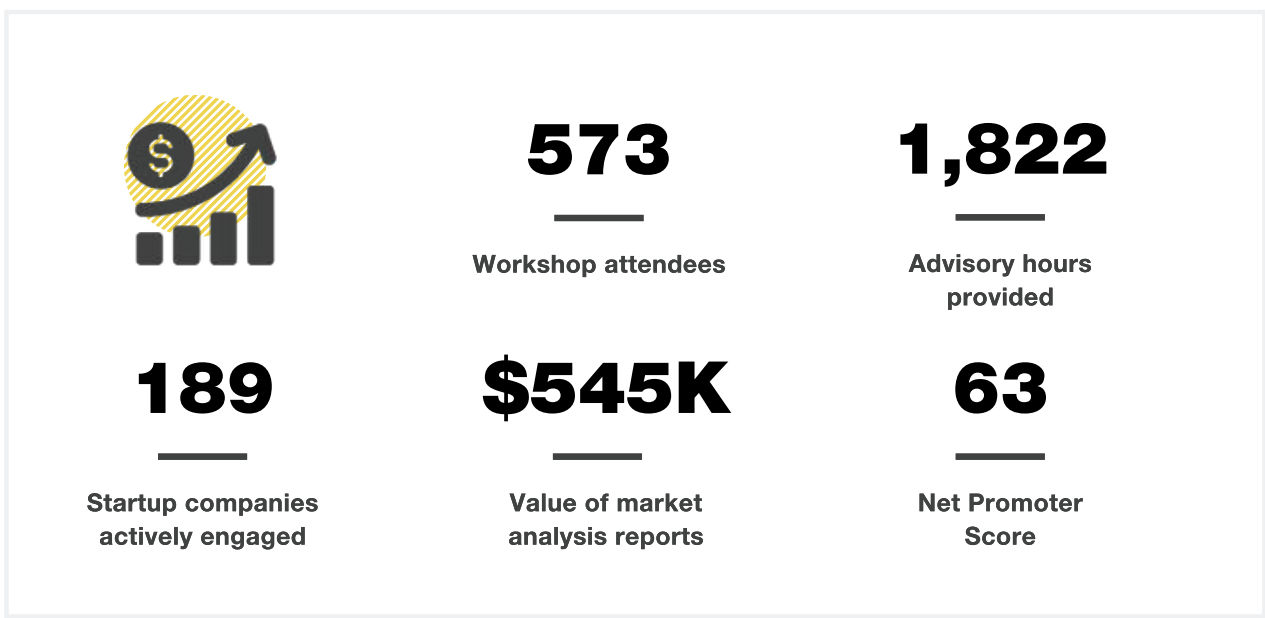 $
573
Workshop attendees
1,822
Advisory hours
provided
189
Startup companies
actively engaged
$545K
Value of market
analysis reports
63
Net Promoter
Score